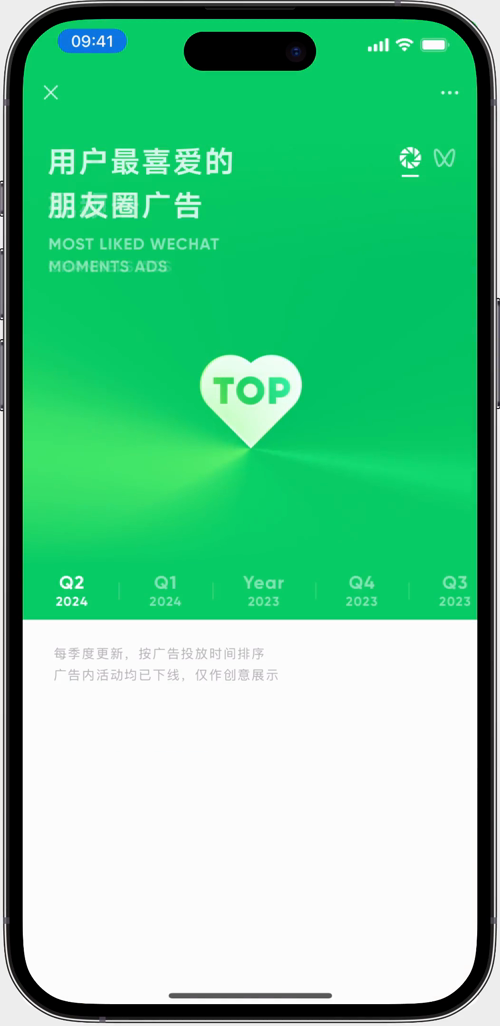 09:41
用户最喜爱的
朋友圈广告
MOST LIKED WECHAT
MOMENTS ADS
TOP
Q2 Q1 Year Q4 Q3
2024 2024 2023 2023 2023
每季度更新，按广告投放时间排序
广告内活动均已下线，仅作创意展示